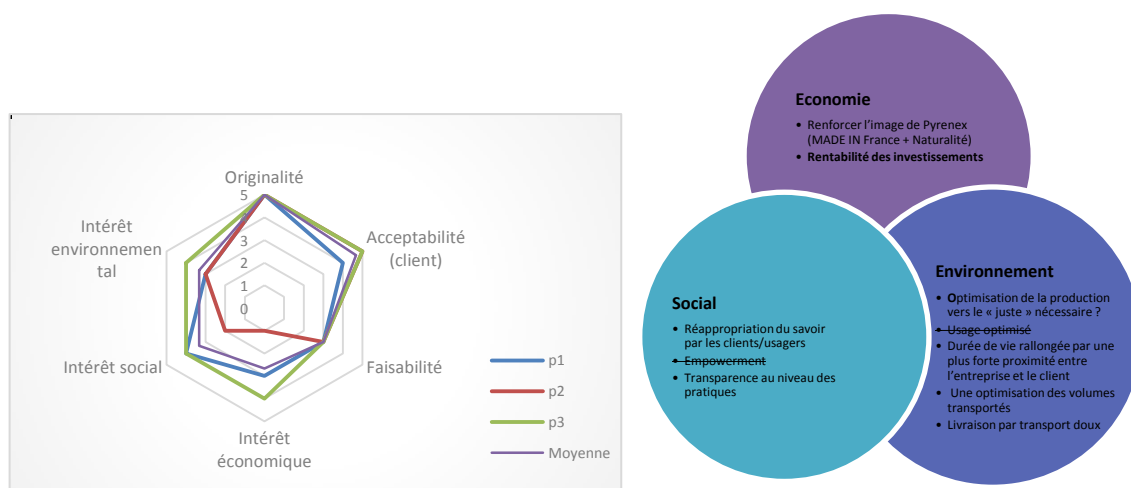 Originalité
5
3
2
1
0
Acceptabilité
(client)
Faisabilité
Intérêt
économique
Intérêt social
Intérêt
environnemen
tal
p1
p2
p3
Moyenne
Economie
• Renforcer l'image de Pyrenex
(MADE IN France + Naturalité)
• Rentabilité des investissements
Social
• Réappropriation du savoir
par les clients/usagers
• Empowerment
• Transparence au niveau des
pratiques
Environnement
• Optimisation de la production
vers le « juste » nécessaire ?
• Usage optimisé
• Durée de vie rallongée par une
plus forte proximité entre
l'entreprise et le client
• Une optimisation des volumes
transportés
• Livraison par transport doux